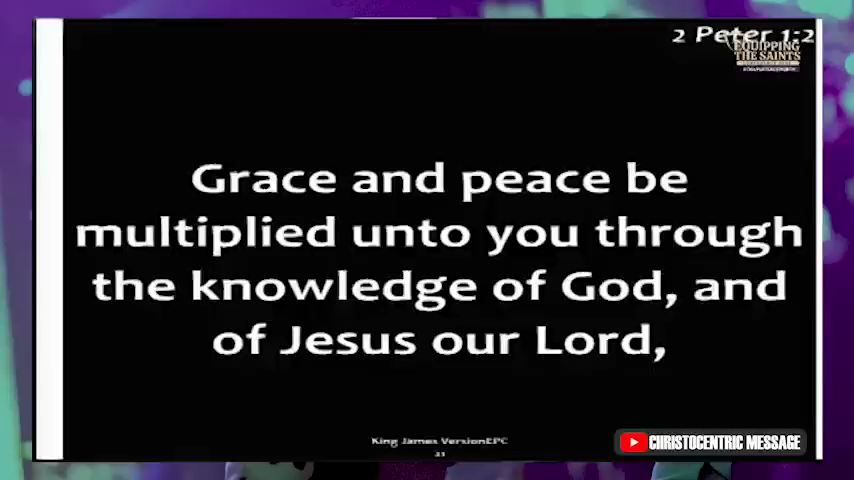 2 Peter 1:2
EQUIPPING
THE SAINTS
Grace and peace be
multiplied unto you through
the knowledge of God, and
of Jesus our Lord,
King James VersionEPC
CHRISTOCENTRIC MESSAGE